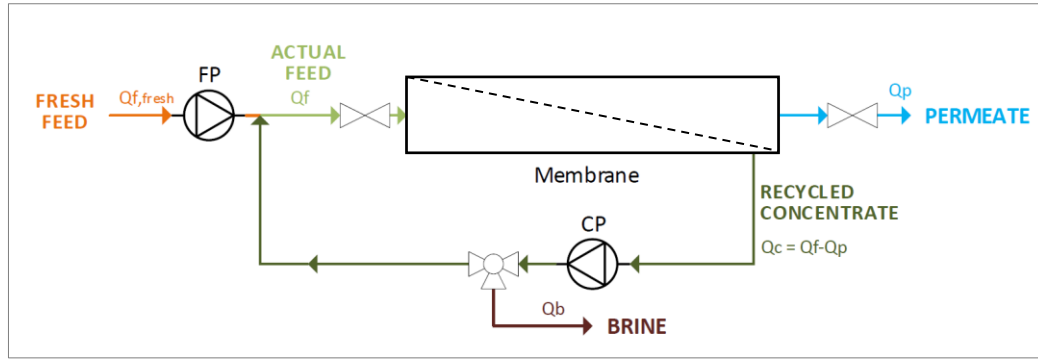 FP
ACTUAL
FEED
Qf
Qf,fresh
FRESH
FEED
Qp
PERMEATE
Membrane
RECYCLED
CONCENTRATE
Qc = Qf-Qp
CP
Qb
BRINE